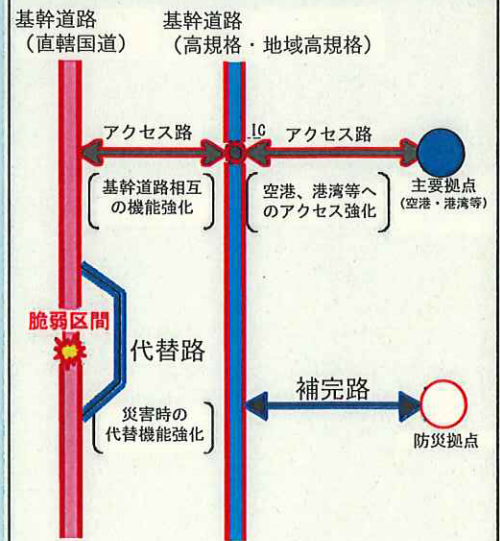 基幹道路
(直轄国道)
基幹道路
(高規格・地域高規格)
IC
アクセス路
アクセス路
基幹道路相互
の機能強化
空港、港湾等へ
のアクセス強化
主要拠点
(空港・港湾等)
脆弱区間
代替路
災害時の
代替機能強化
補完路
防災拠点